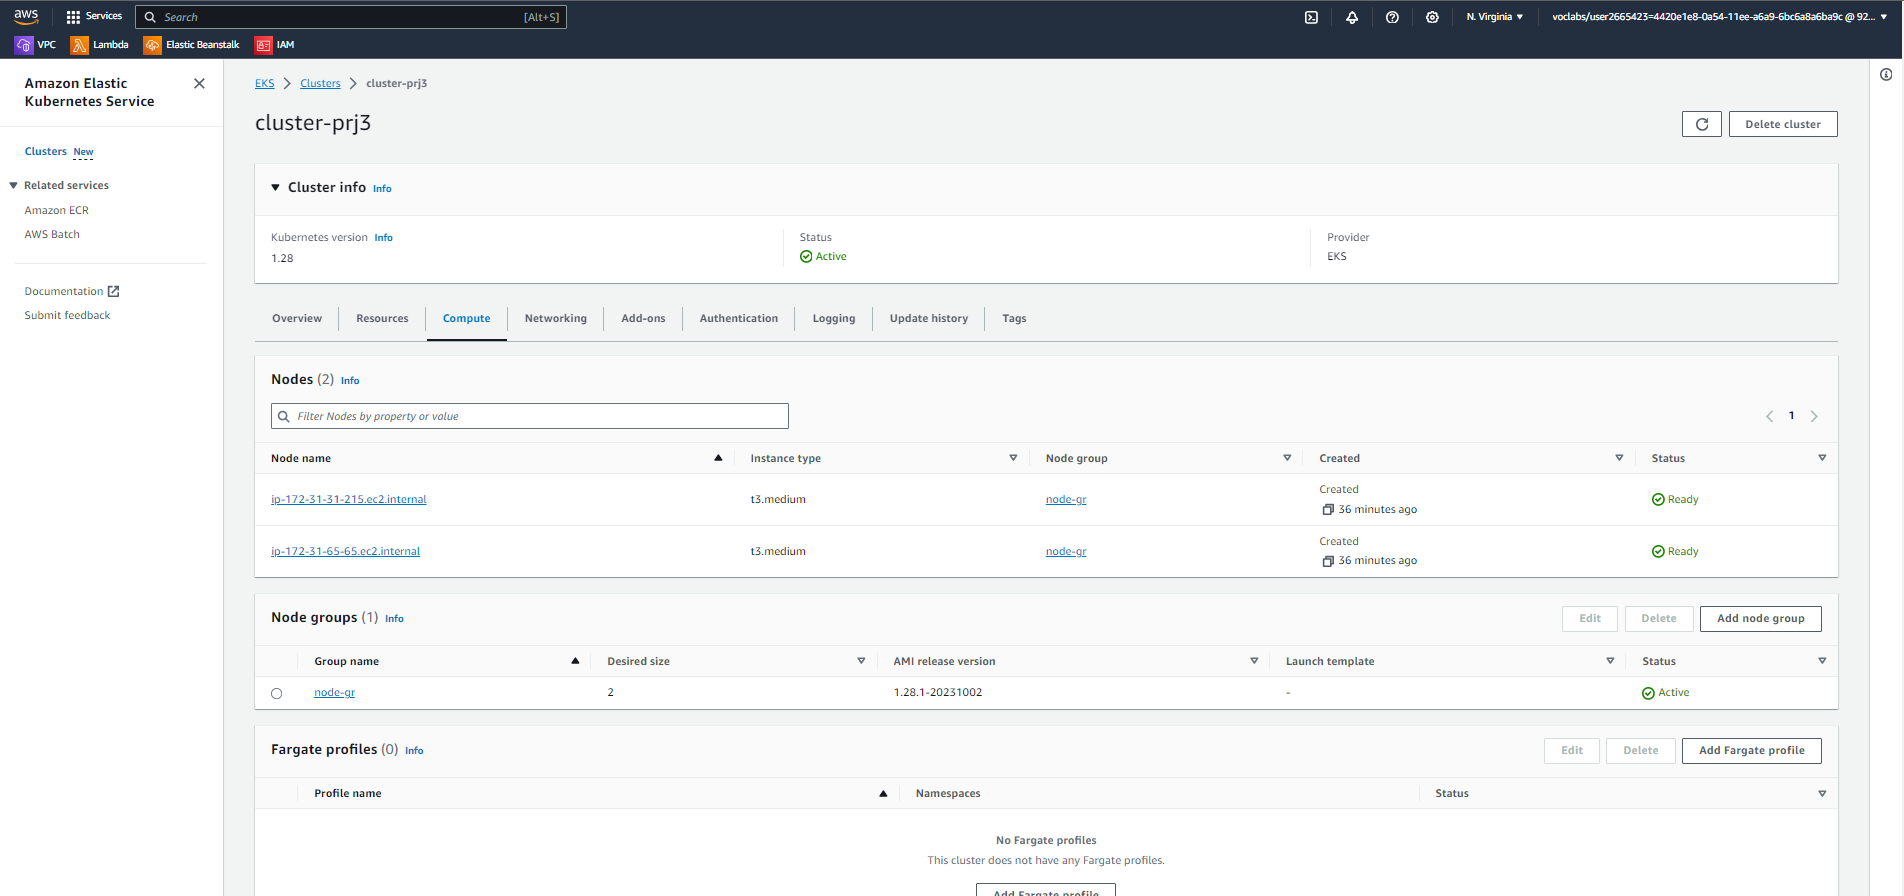 aws Services Search [Alt+S] N. Virginia voclabs/user2665423=4420e1e8-0a54-11ee-a6a9-6bc6a8a6ba9c @ 92...
VPC Lambda Elastic Beanstalk IAM
Amazon Elastic
Kubernetes Service
Clusters New
Related services
Amazon ECR
AWS Batch
Documentation
Submit feedback
EKS Clusters cluster-prj3
cluster-prj3
Delete cluster
Cluster info Info
Kubernetes version Info Status Provider
1.28 Active EKS
Overview Resources Compute Networking Add-ons Authentication Logging Update history Tags
Nodes (2) Info
Filter Nodes by property or value 1
Node name Instance type Node group Created Status
ip-172-31-31-215.ec2.internal t3.medium node-gr Created
36 minutes ago Ready
ip-172-31-65-65.ec2.internal t3.medium node-gr Created
36 minutes ago Ready
Node groups (1) Info Edit Delete Add node group
Group name Desired size AMI release version Launch template Status
node-gr 2 1.28.1-20231002 - Active
Fargate profiles (0) Info Edit Delete Add Fargate profile
Profile name Namespaces Status
No Fargate profiles
This cluster does not have any Fargate profiles.
Add Fargate profile